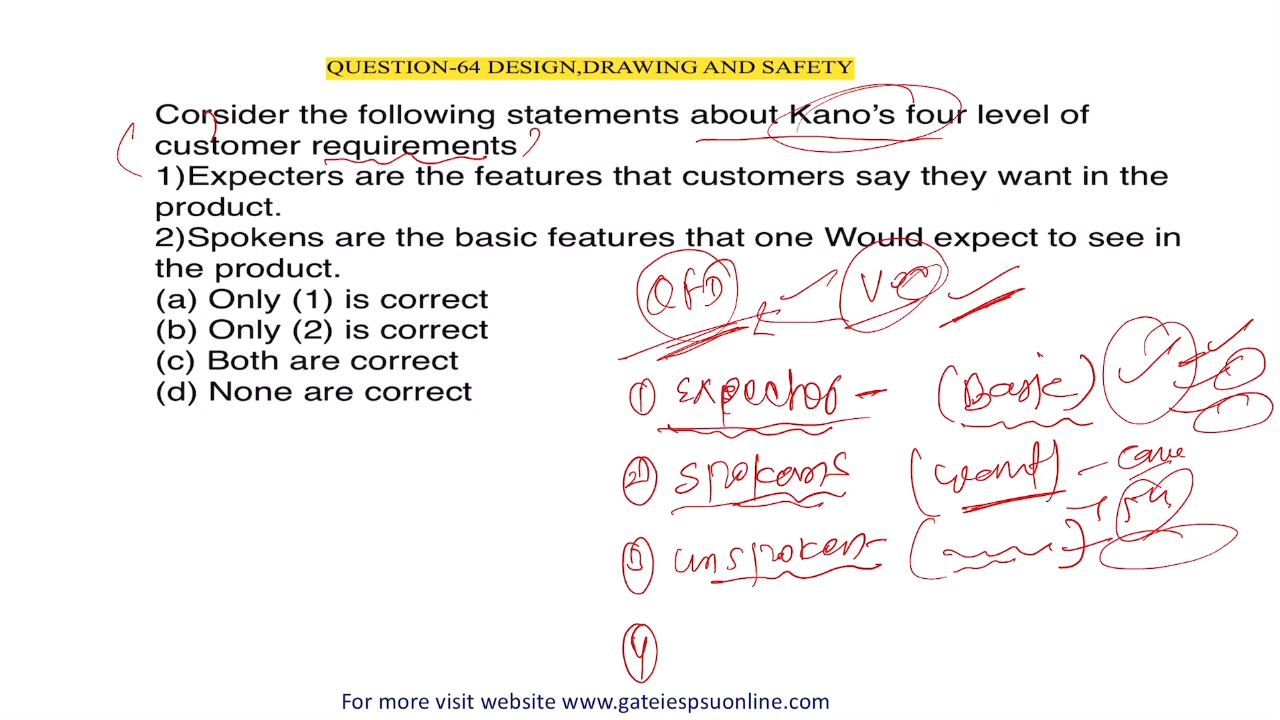 QUESTION-64 DESIGN,DRAWING AND SAFETY
Consider the following statements about Kano's four level of
customer requirements
1)Expecters are the features that customers say they want in the
product.
2)Spokens are the basic features that one Would expect to see in
the product.
(a) Only (1) is correct
(b) Only (2) is correct
(c) Both are correct
(d) None are correct
QFD
① Expector - (Basic)
② Spokens (want)
③ unspoken-
④
For more visit website www.gateiespsuonline.com